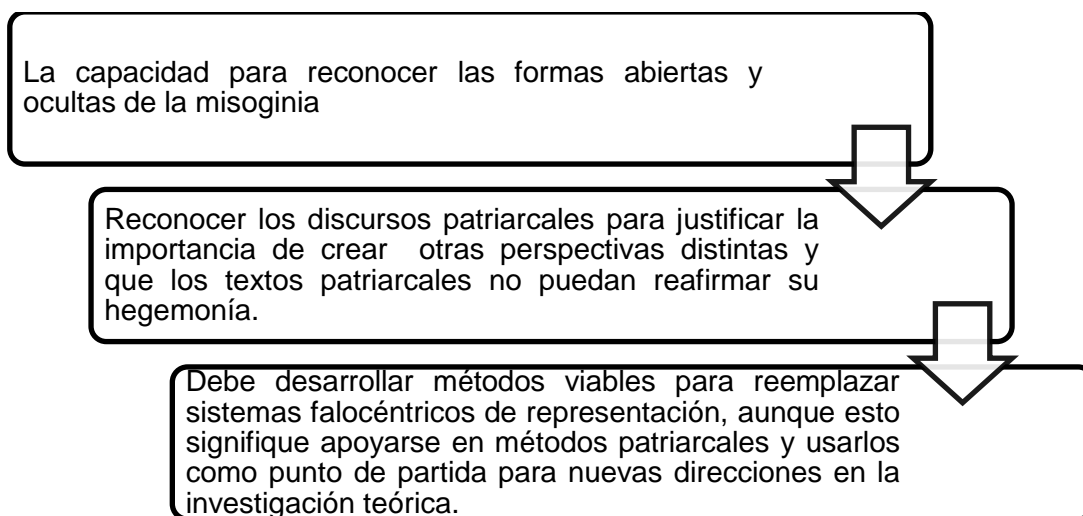 La capacidad para reconocer las formas abiertas y
ocultas de la misoginia
Reconocer los discursos patriarcales para justificar la
importancia de crear otras perspectivas distintas y
que los textos patriarcales no puedan reafirmar su
hegemonía.
Debe desarrollar métodos viables para reemplazar
sistemas falocéntricos de representación, aunque esto
signifique apoyarse en métodos patriarcales y usarlos
como punto de partida para nuevas direcciones en la
investigación teórica.